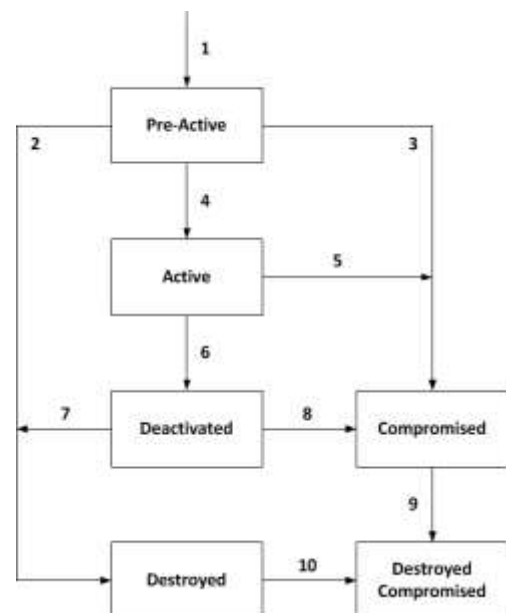 1
Pre-Active
2
3
4
Active
5
6
7
Deactivated
8
Compromised
9
Destroyed
10
Destroyed
Compromised